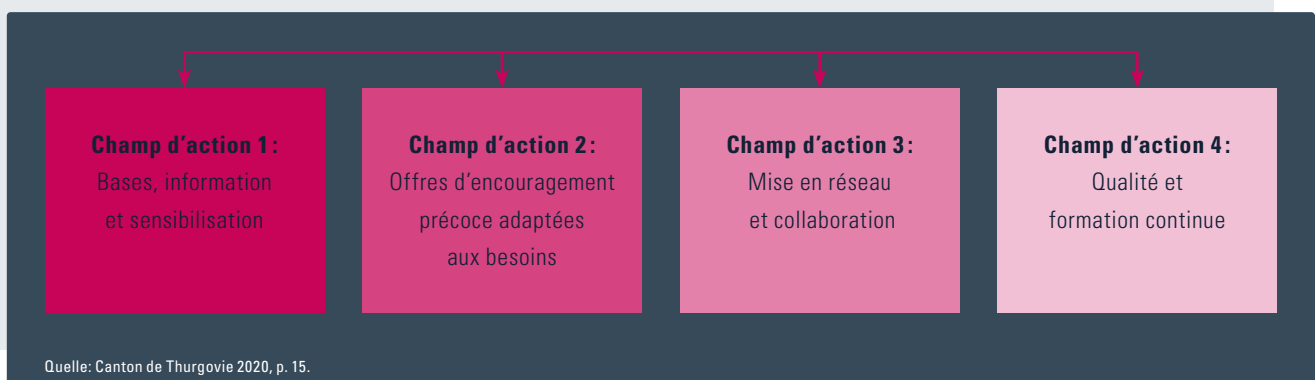 Champ d’action 1 :
Bases, information
et sensibilisation
Champ d’action 2 :
Offres d’encouragement
précoce adaptées
aux besoins
Champ d’action 3 :
Mise en réseau
et collaboration
Champ d’action 4 :
Qualité et
formation continue
Quelle: Canton de Thurgovie 2020, p. 15.